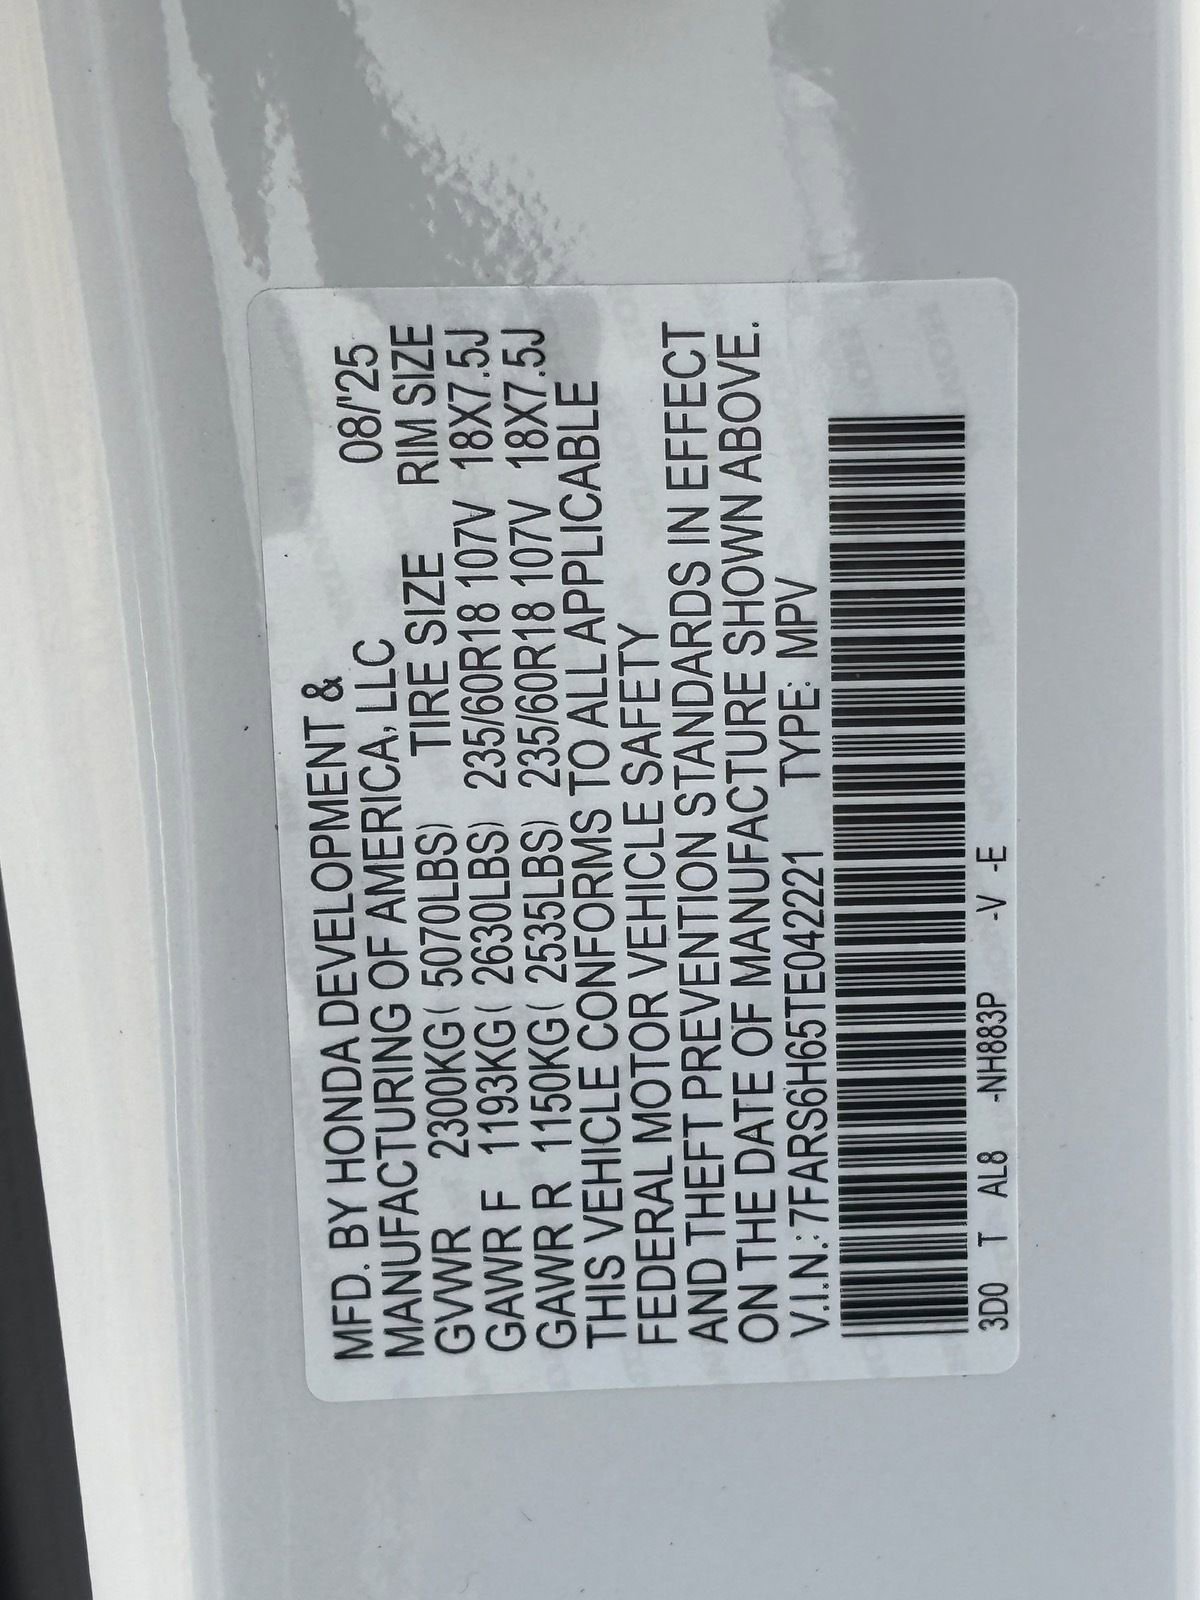 MFD. BY HONDA DEVELOPMENT &
MANUFACTURING OF AMERICA, LLC 08/'25
GVWR 2300KG( 5070LBS) TIRE SIZE RIM SIZE
GAWR F 1193KG( 2630LBS) 235/60R18 107V 18X7.5J
GAWR R 1150KG( 2535LBS) 235/60R18 107V 18X7.5J
THIS VEHICLE CONFORMS TO ALL APPLICABLE
FEDERAL MOTOR VEHICLE SAFETY
AND THEFT PREVENTION STANDARDS IN EFFECT
ON THE DATE OF MANUFACTURE SHOWN ABOVE.
V.I.N.: 7FARS6H65TE042221 TYPE: MPV
3D0 T AL8 -NH883P -V -E